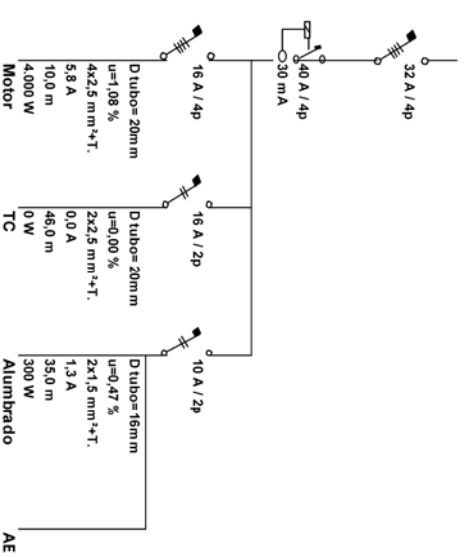 32 A / 4p
40 A / 4p
30 mA
16 A / 4p
D tubo= 20mm
u=1,08 %
4x2,5 mm²+T.
5,8 A
10,0 m
4.000 W
Motor
16 A / 2p
D tubo= 20mm
u=0,00 %
2x2,5 mm²+T.
0,0 A
46,0 m
0 W
TC
10 A / 2p
D tubo=16mm
u=0,47 %
2x1,5 mm²+T.
1,3 A
35,0 m
300 W
Alumbrado
AE